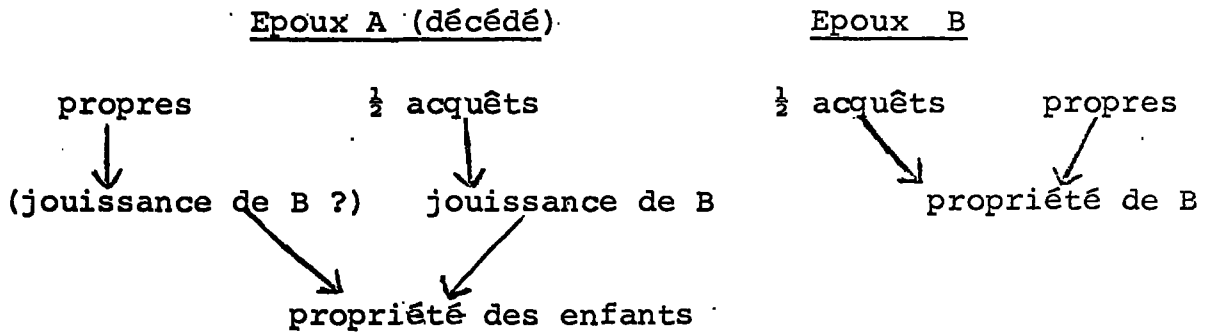 Epoux A (décédé) Epoux B
propres ½ acquêts ½ acquêts propres
(jouissance de B ?) jouissance de B propriété de B
propriété des enfants